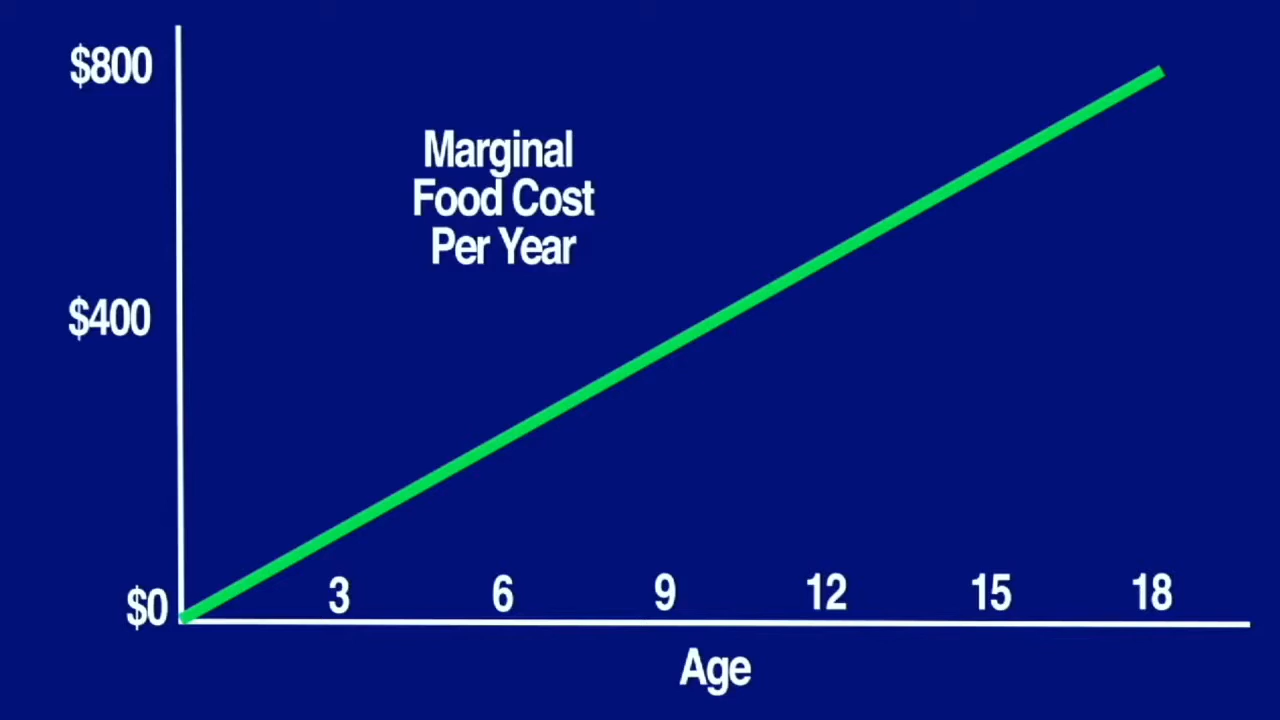 $800
Marginal
Food Cost
Per Year
$400
$0
3 6 9 12 15 18
Age